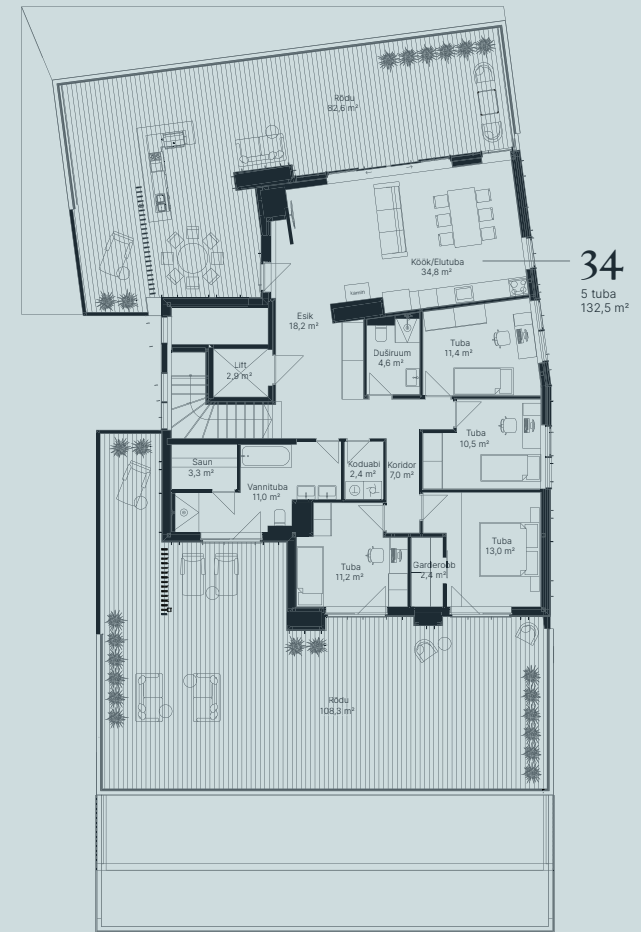 Rõdu
82,6 m²
Köök/Elutuba
34,8 m²
34
5 tuba
132,5 m²
Kamin
Esik
18,2 m²
Tuba
11,4 m²
Duširuum
4,6 m²
Lift
2,9 m²
Tuba
10,5 m²
Saun
3,3 m²
Koduabi
2,4 m²
Koridor
7,0 m²
Vannituba
11,0 m²
Tuba
13,0 m²
Tuba
11,2 m²
Garderoob
2,4 m²
Rõdu
108,3 m²